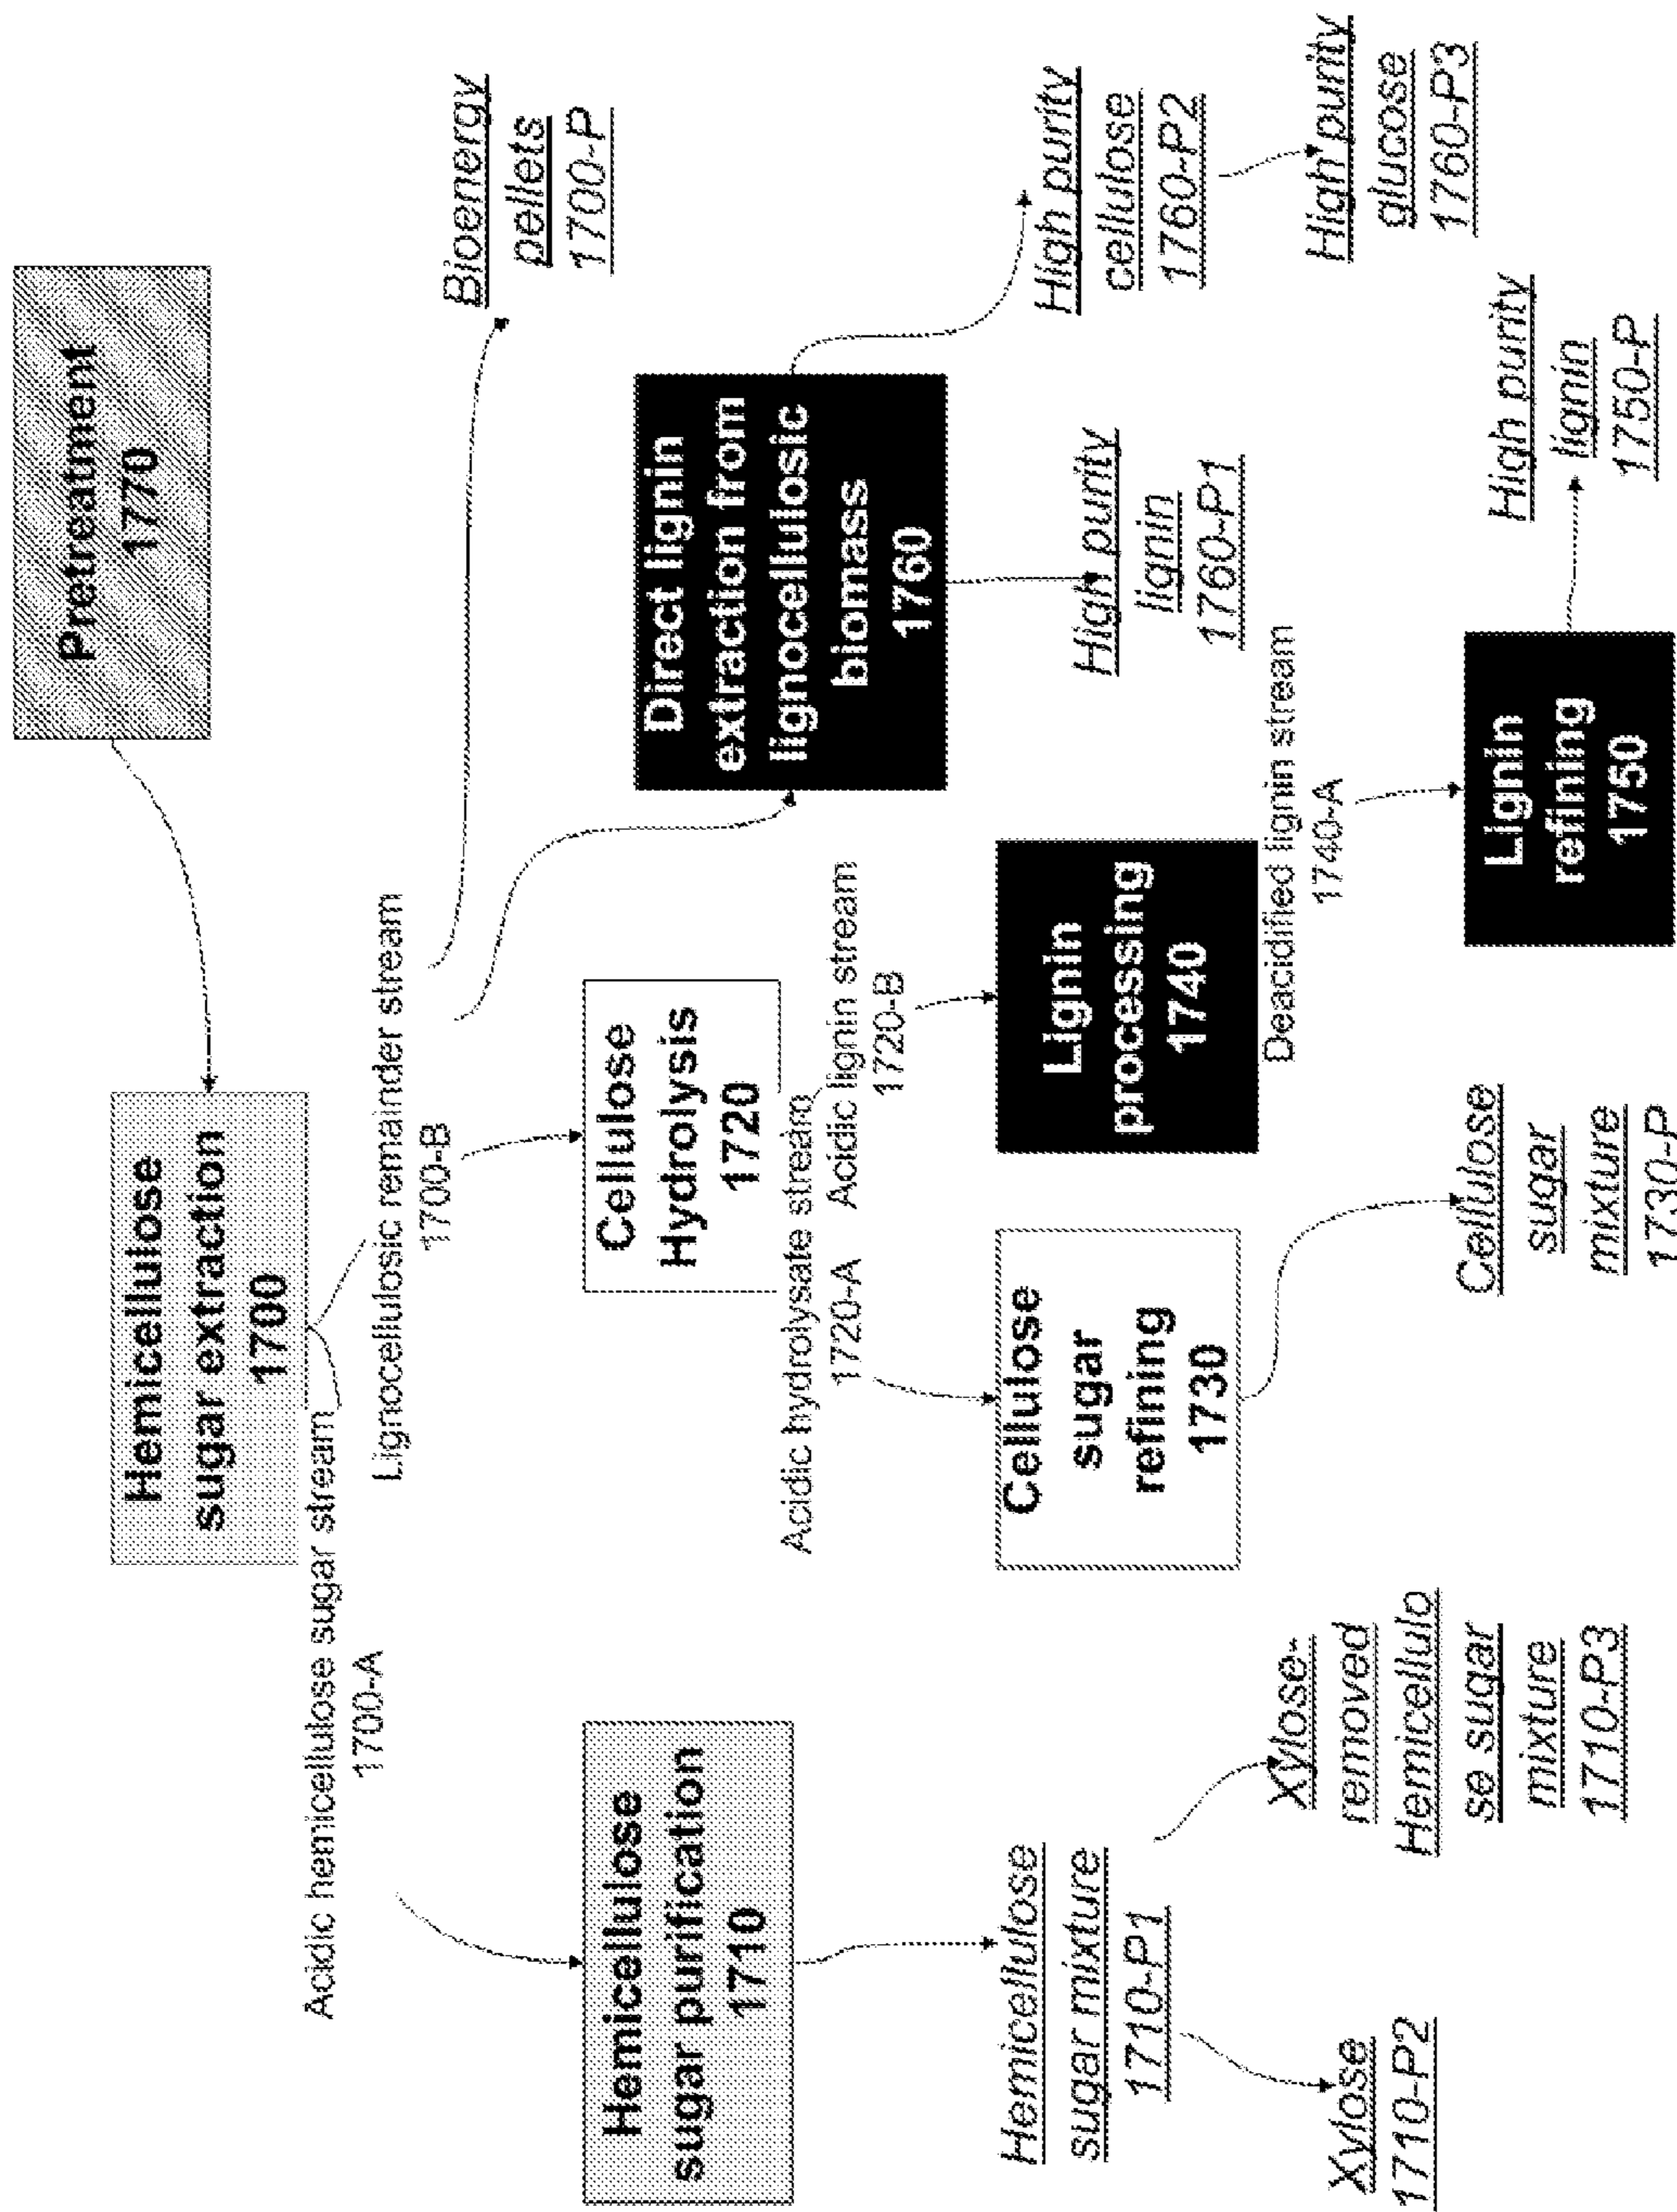 Pretreatment
1770
Hemicellulose
sugar extraction
1700
Acidic hemicellulose sugar stream
1700-A
Lignocellulosic remainder stream
1700-B
Bioenergy
pellets
1700-P
Hemicellulose
sugar purification
1710
Cellulose
Hydrolysis
1720
Direct lignin
extraction from
lignocellulosic
biomass
1760
Acidic hydrolysate stream
1720-A
Acidic lignin stream
1720-B
Hemicellulose
sugar mixture
1710-P1
Cellulose
sugar
refining
1730
Lignin
processing
1740
High purity
lignin
1760-P1
High purity
cellulose
1760-P2
Deacidified lignin stream
1740-A
Xylose
1710-P2
Xylose-
removed
Hemicellulo
se sugar
mixture
1710-P3
Cellulose
sugar
mixture
1730-P
Lignin
refining
1750
High purity
lignin
1750-P
High purity
glucose
1760-P3